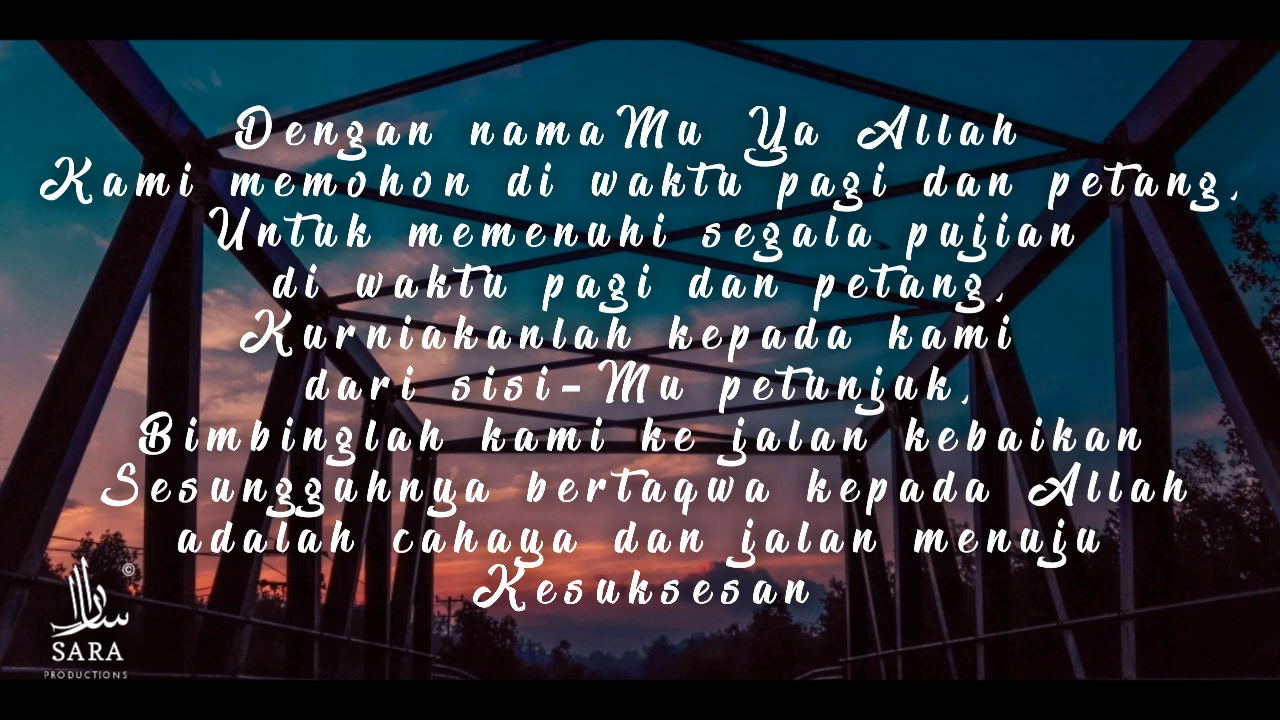 Dengan namaMu Ya Allah
Kami memohon di waktu pagi dan petang,
Untuk memenuhi segala pujian
di waktu pagi dan petang,
Kurniakanlah kepada kami
dari sisi-Mu petunjuk,
Bimbinglah kami ke jalan kebaikan
Sesungguhnya bertaqwa kepada Allah
adalah cahaya dan jalan menuju
Kesuksesan
©
سارا
SARA
PRODUCTIONS